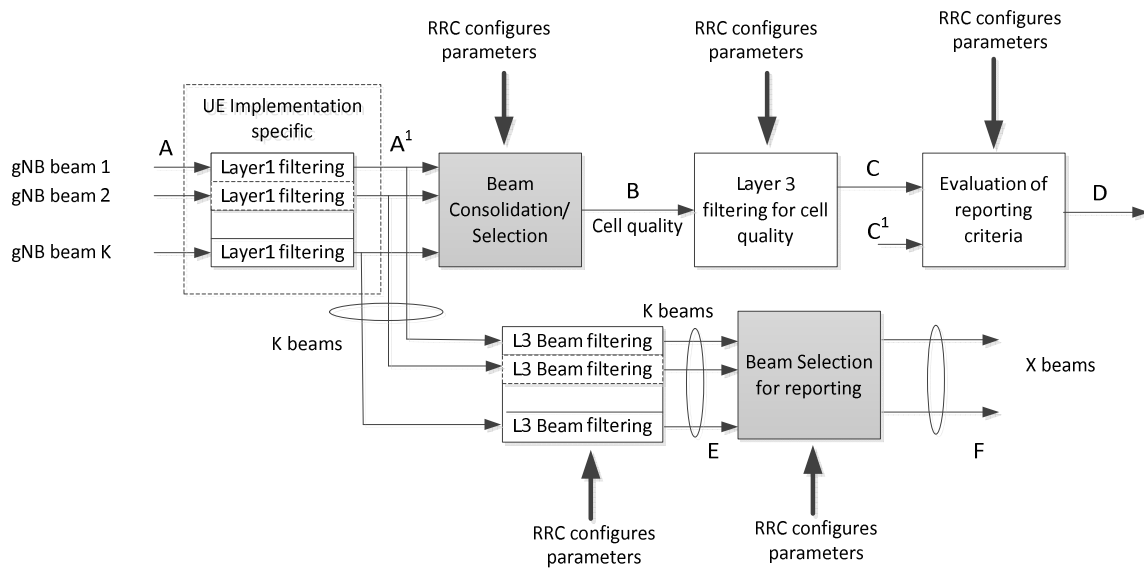 RRC configures
parameters
RRC configures
parameters
RRC configures
parameters
UE Implementation
specific
A
A¹
gNB beam 1
gNB beam 2
gNB beam K
Layer1 filtering
Layer1 filtering
Layer1 filtering
Beam
Consolidation/
Selection
B
Cell quality
Layer 3
filtering for cell
quality
C
C¹
Evaluation of
reporting
criteria
D
K beams
L3 Beam filtering
L3 Beam filtering
L3 Beam filtering
K beams
E
Beam Selection
for reporting
X beams
F
RRC configures
parameters
RRC configures
parameters